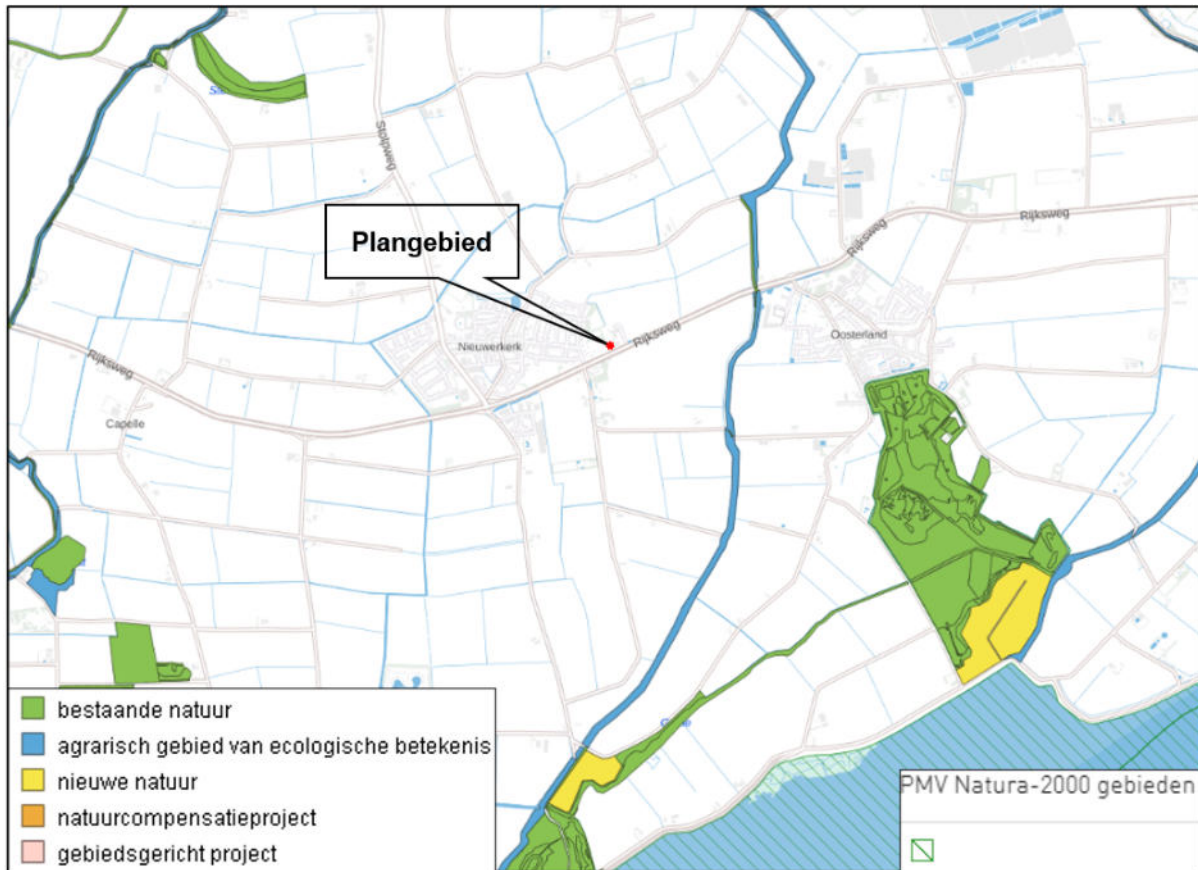 Stolpweg
Plangebied
Rijksweg
Rijksweg
Nieuwerkerk
Rijksweg
Oosterland
Rijksweg
Capelle
bestaande natuur
agrarisch gebied van ecologische betekenis
nieuwe natuur
natuurcompensatieproject
gebiedsgericht project
PMV Natura-2000 gebieden